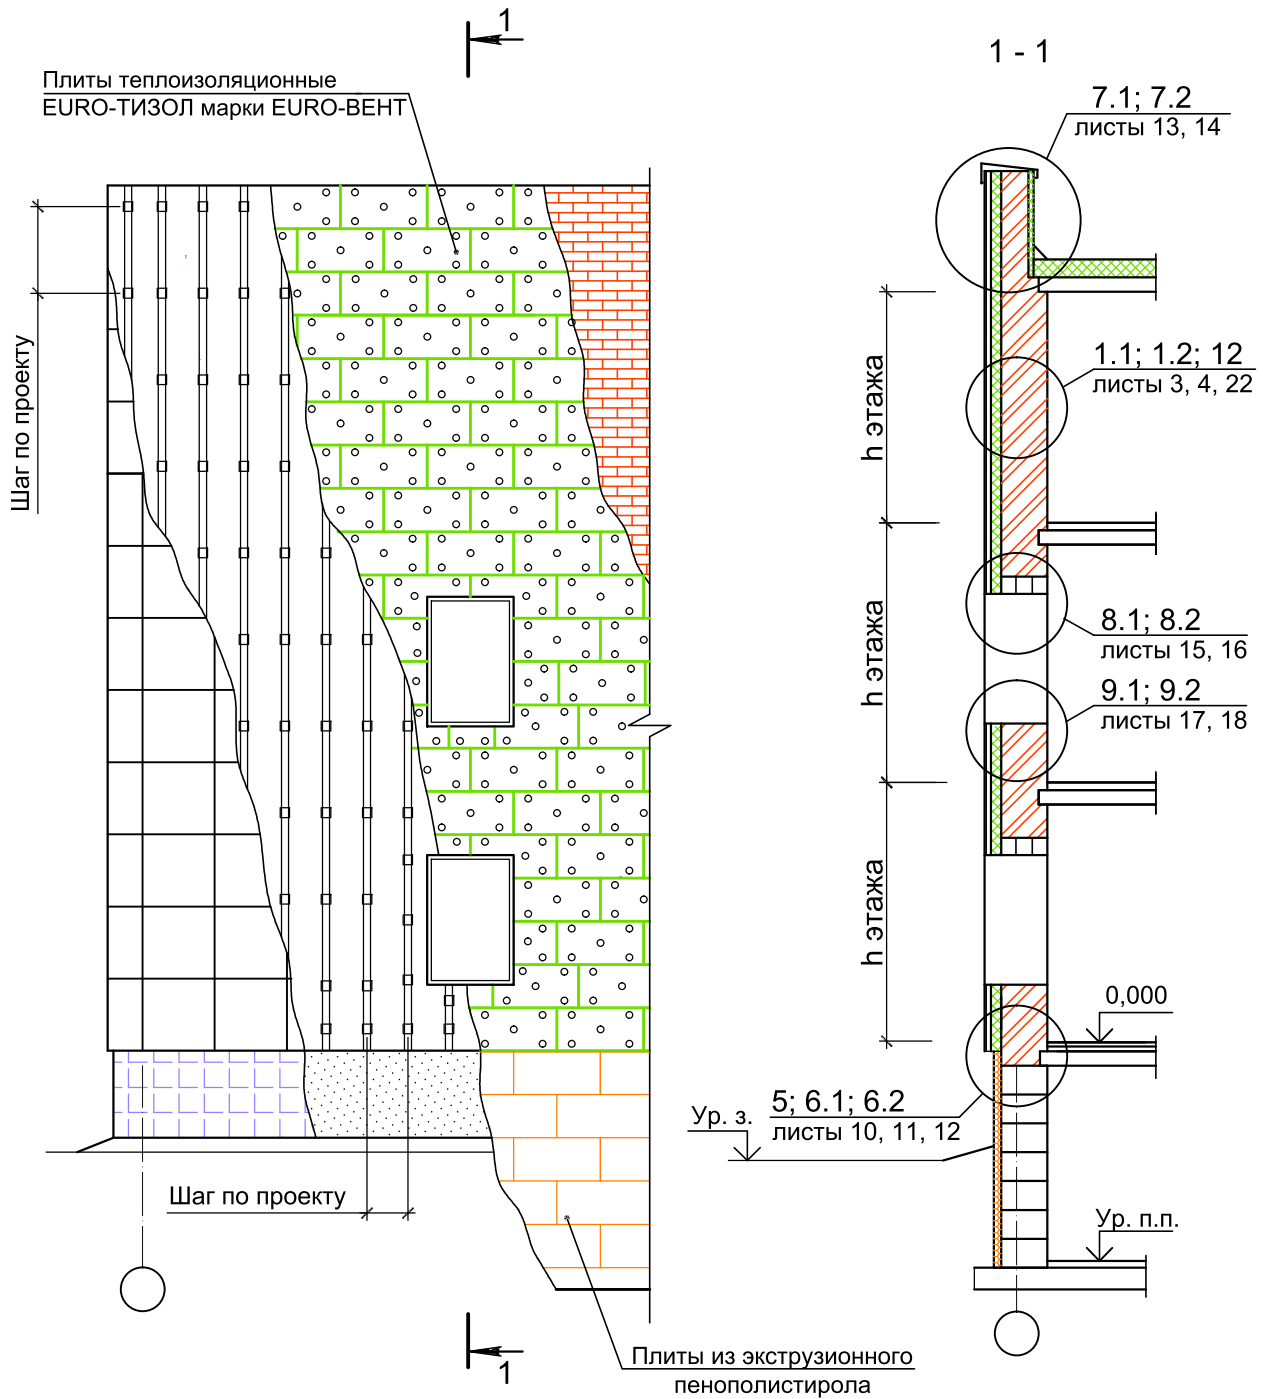 1
1 - 1
Плиты теплоизоляционные
EURO-ТИЗОЛ марки EURO-ВЕНТ
7.1; 7.2
листы 13, 14
Шаг по проекту
h этажа
1.1; 1.2; 12
листы 3, 4, 22
h этажа
8.1; 8.2
листы 15, 16
9.1; 9.2
листы 17, 18
h этажа
0,000
5; 6.1; 6.2
листы 10, 11, 12
Ур. з.
Шаг по проекту
Ур. п.п.
1
Плиты из экструзионного
пенополистирола